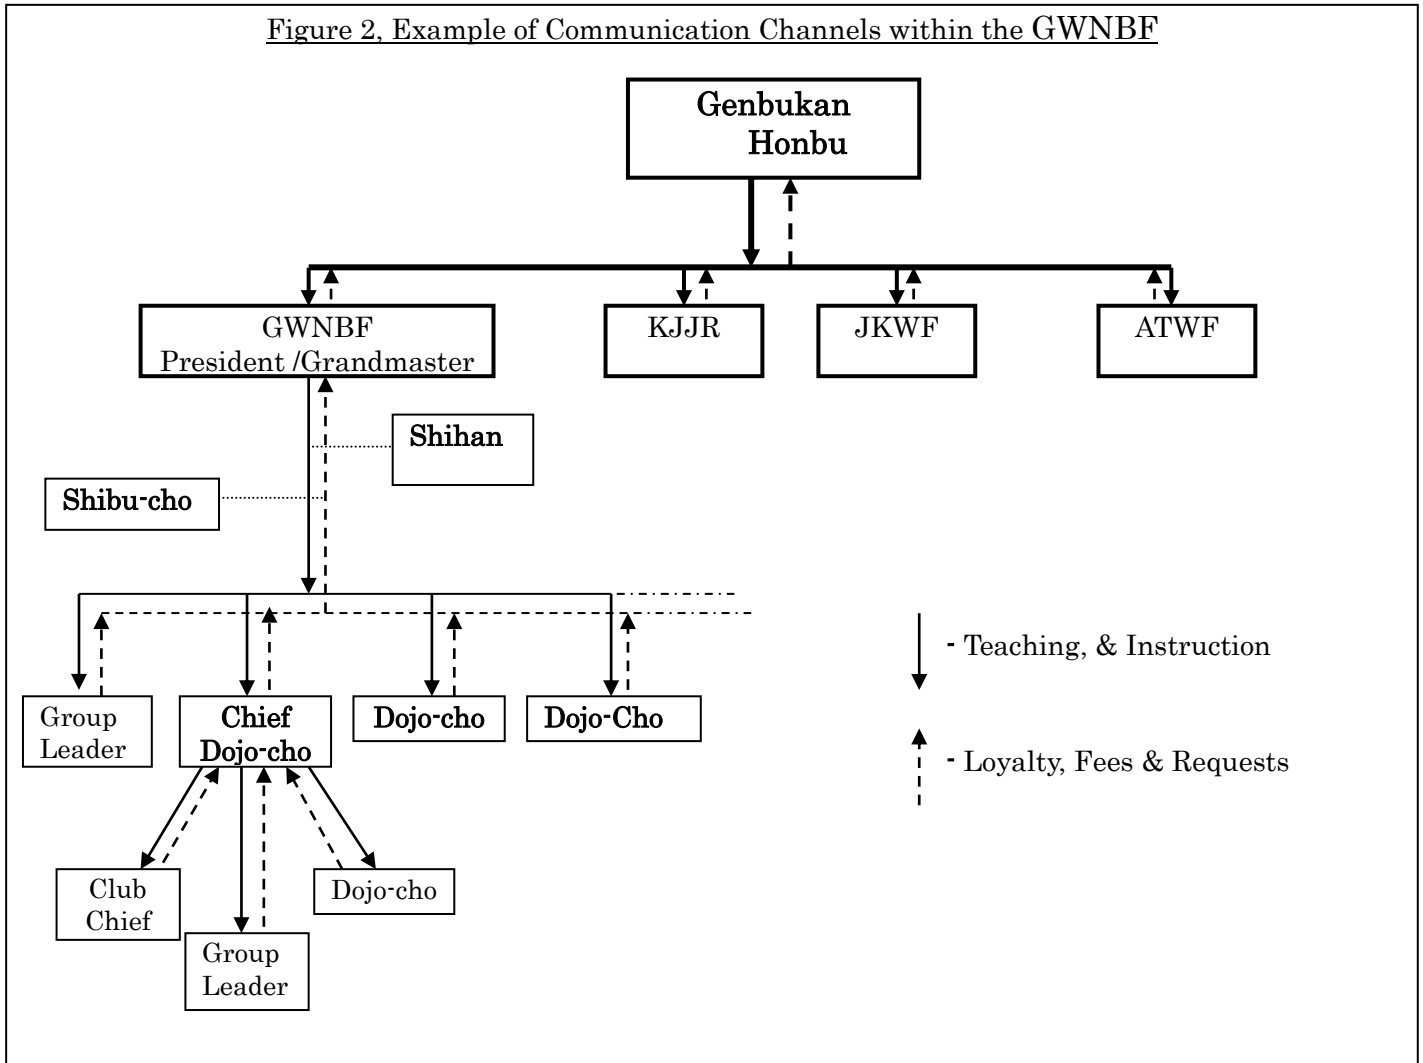 Figure 2, Example of Communication Channels within the GWNBF
Genbukan
Honbu
GWNBF
President /Grandmaster
KJJR
JKWF
ATWF
Shihan
Shibu-cho
- Teaching, & Instruction
Group
Leader
Chief
Dojo-cho
Dojo-cho
Dojo-Cho
- Loyalty, Fees & Requests
Club
Chief
Dojo-cho
Group
Leader